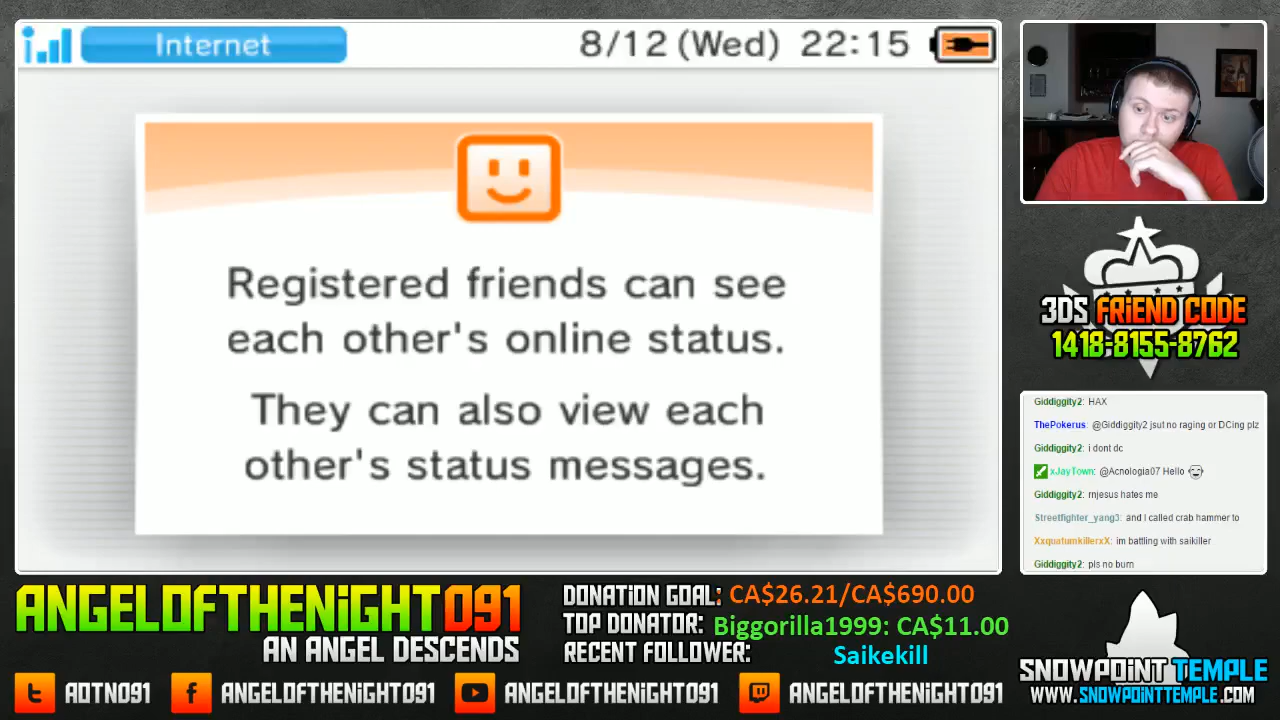 Internet
8/12 (Wed) 22:15
Registered friends can see
each other's online status.
They can also view each
other's status messages.
3DS FRiEND CODE
1418-8155-8762
Giddiggity2: HAX
ThePokerus: @Giddiggity2 jsut no raging or DCing plz
Giddiggity2: i dont dc
xJayTown: @Acnologia07 Hello
Giddiggity2: rnjesus hates me
Streetfighter_yang3: and I called crab hammer to
XxquatumkillerxX: im battling with saikiller
Giddiggity2: pls no burn
ANGELOFTHENiGHT091
AN ANGEL DESCENDS
DONATION GOAL: CA$26.21/CA$690.00
TOP DONATOR: Biggorilla1999: CA$11.00
RECENT FOLLOWER: Saikekill
AOTN091
ANGELOFTHENiGHT091
ANGELOFTHENiGHT091
ANGELOFTHENiGHT091
SNOWPOiNT TEMPLE
WWW.SNOWPOINTTEMPLE.COM